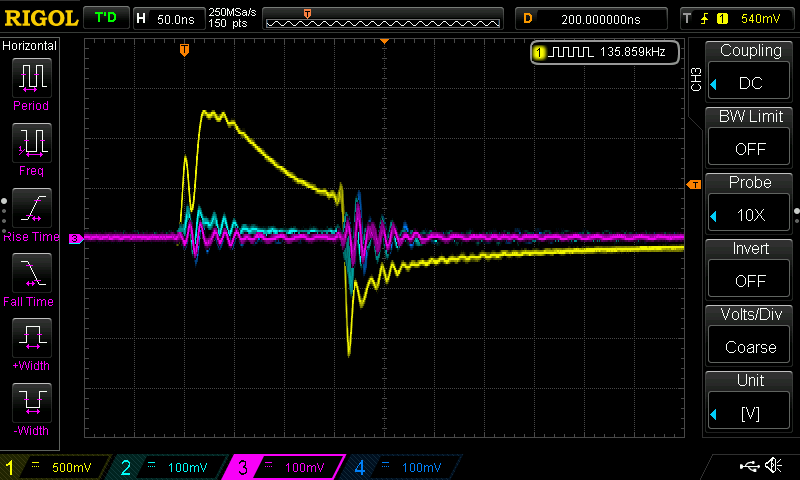 RIGOL T'D H 50.0ns 250MSa/s 150 pts T D 200.000000ns T 1 540mV
Horizontal
1 135.859kHz
Period
Freq
Rise Time
Fall Time
+Width
-Width
T
T
3
CH3
Coupling
DC
BW Limit
OFF
Probe
10X
Invert
OFF
Volts/Div
Coarse
Unit
[V]
1 500mV 2 100mV 3 100mV 4 100mV